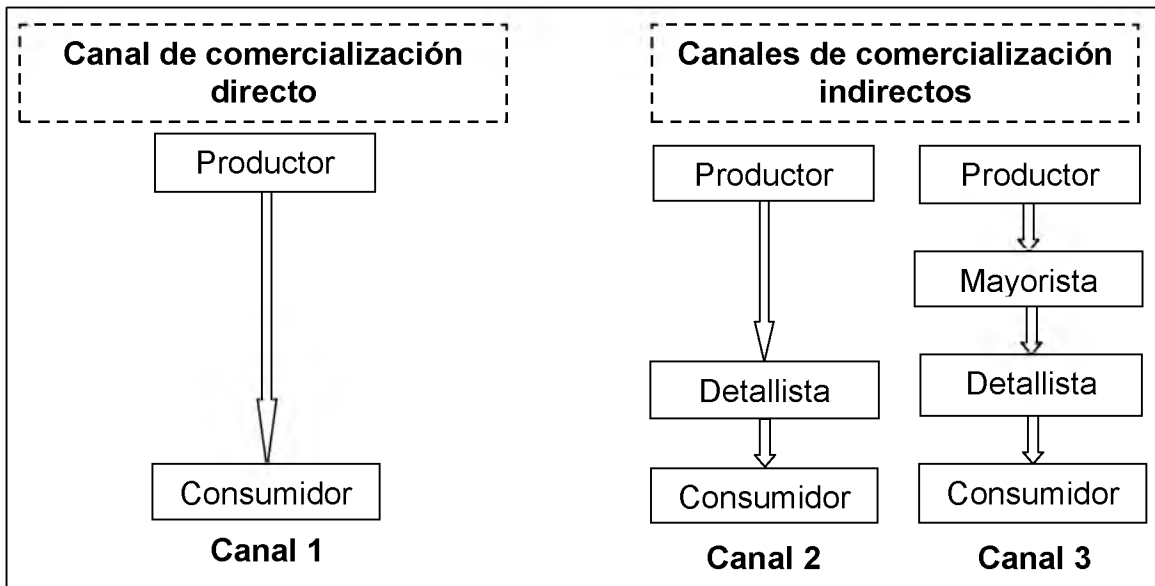 Canal de comercialización
directo
Productor
Consumidor
Canal 1
Canales de comercialización
indirectos
Productor
Detallista
Consumidor
Canal 2
Productor
Mayorista
Detallista
Consumidor
Canal 3